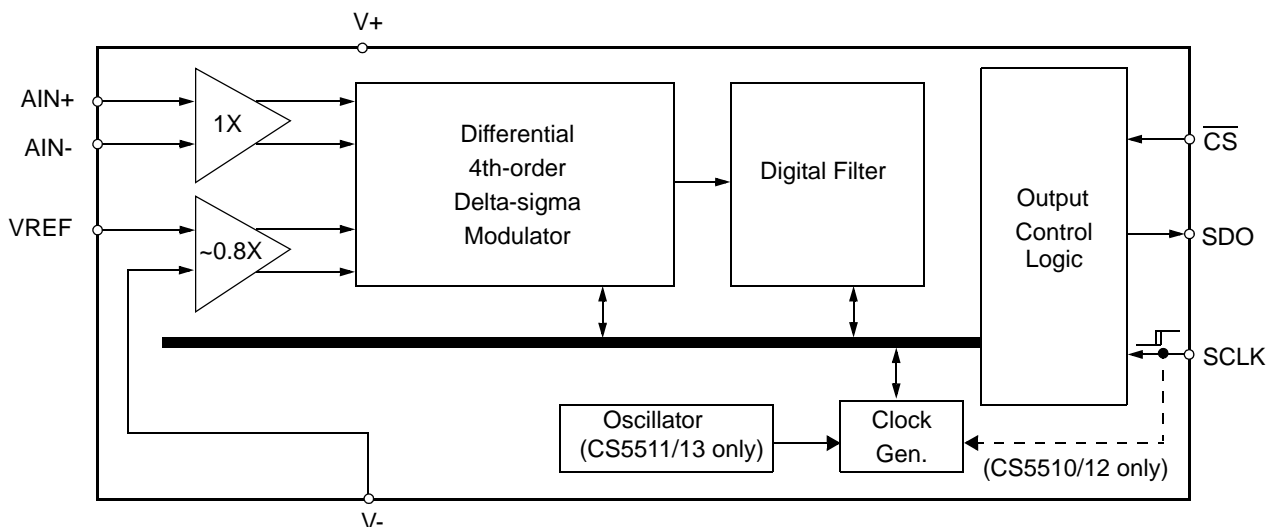 V+
AIN+
AIN-
VREF
1X
~0.8X
Differential
4th-order
Delta-sigma
Modulator
Digital Filter
Output
Control
Logic
CS
SDO
SCLK
Oscillator
(CS5511/13 only)
Clock
Gen.
(CS5510/12 only)
V-